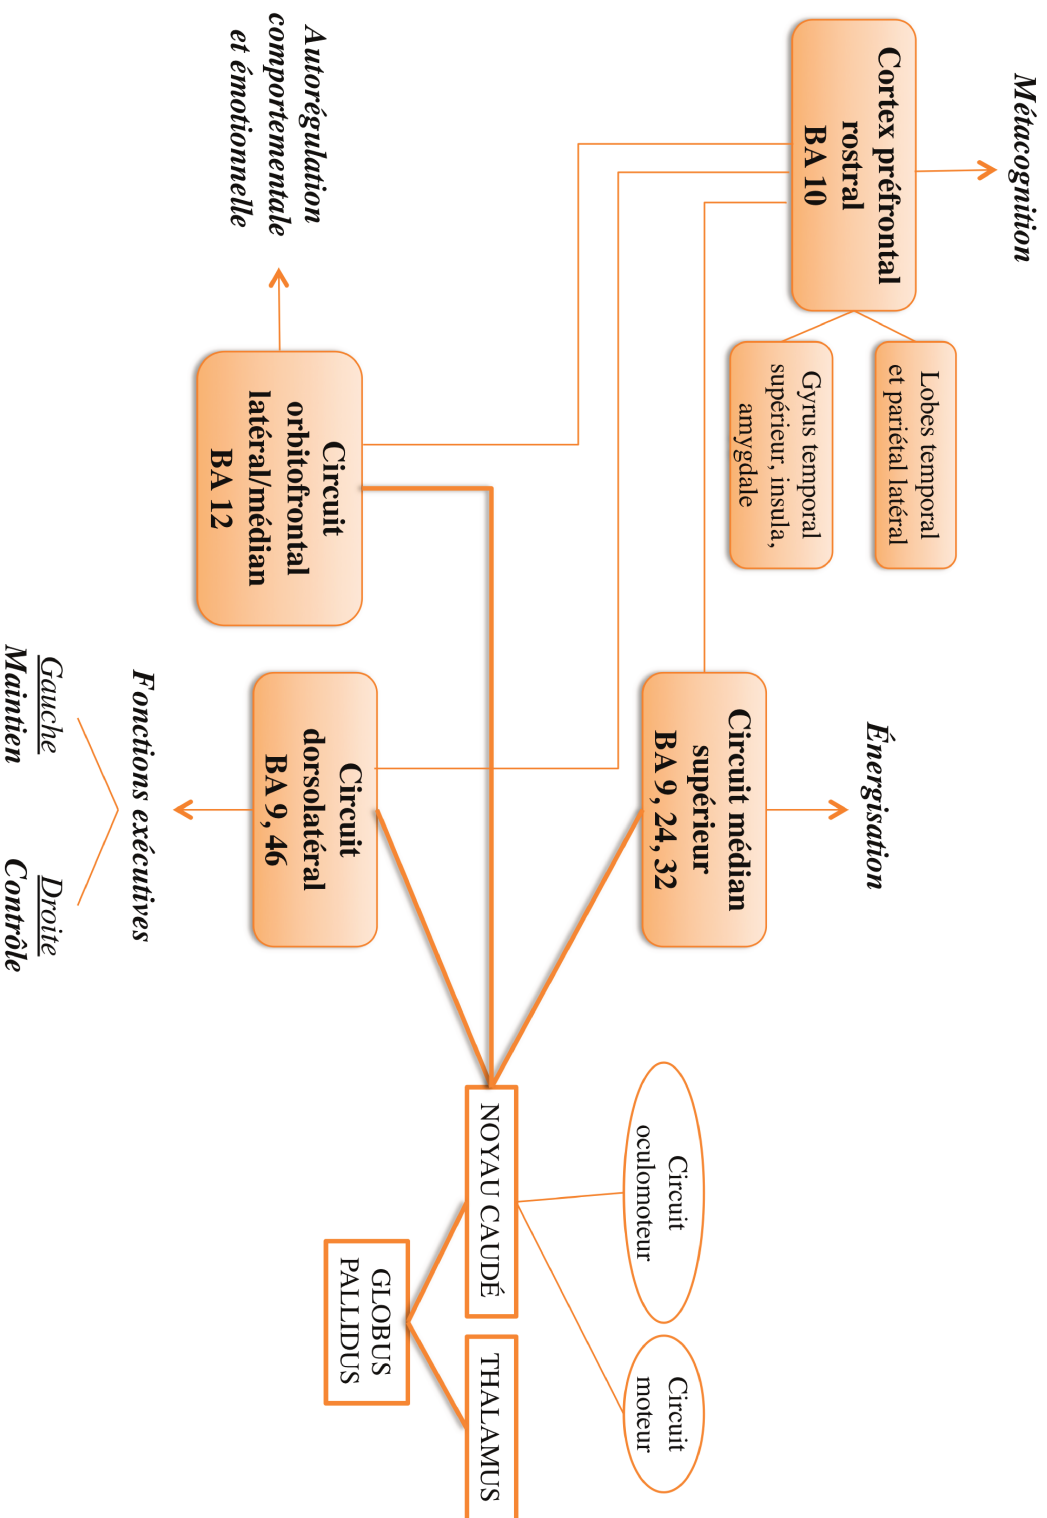 Métacognition
Cortex préfrontal
rostral
BA 10
Lobes temporal
et pariétal latéral
Gyrus temporal
supérieur, insula,
amygdale
Énergisation
Circuit médian
supérieur
BA 9, 24, 32
Circuit
oculomoteur
Circuit
moteur
NOYAU CAUDÉ
THALAMUS
GLOBUS
PALLIDUS
Autorégulation
comportementale
et émotionnelle
Circuit
orbitofrontal
latéral/médian
BA 12
Circuit
dorsolatéral
BA 9, 46
Fonctions exécutives
Gauche
Maintien
Droite
Contrôle